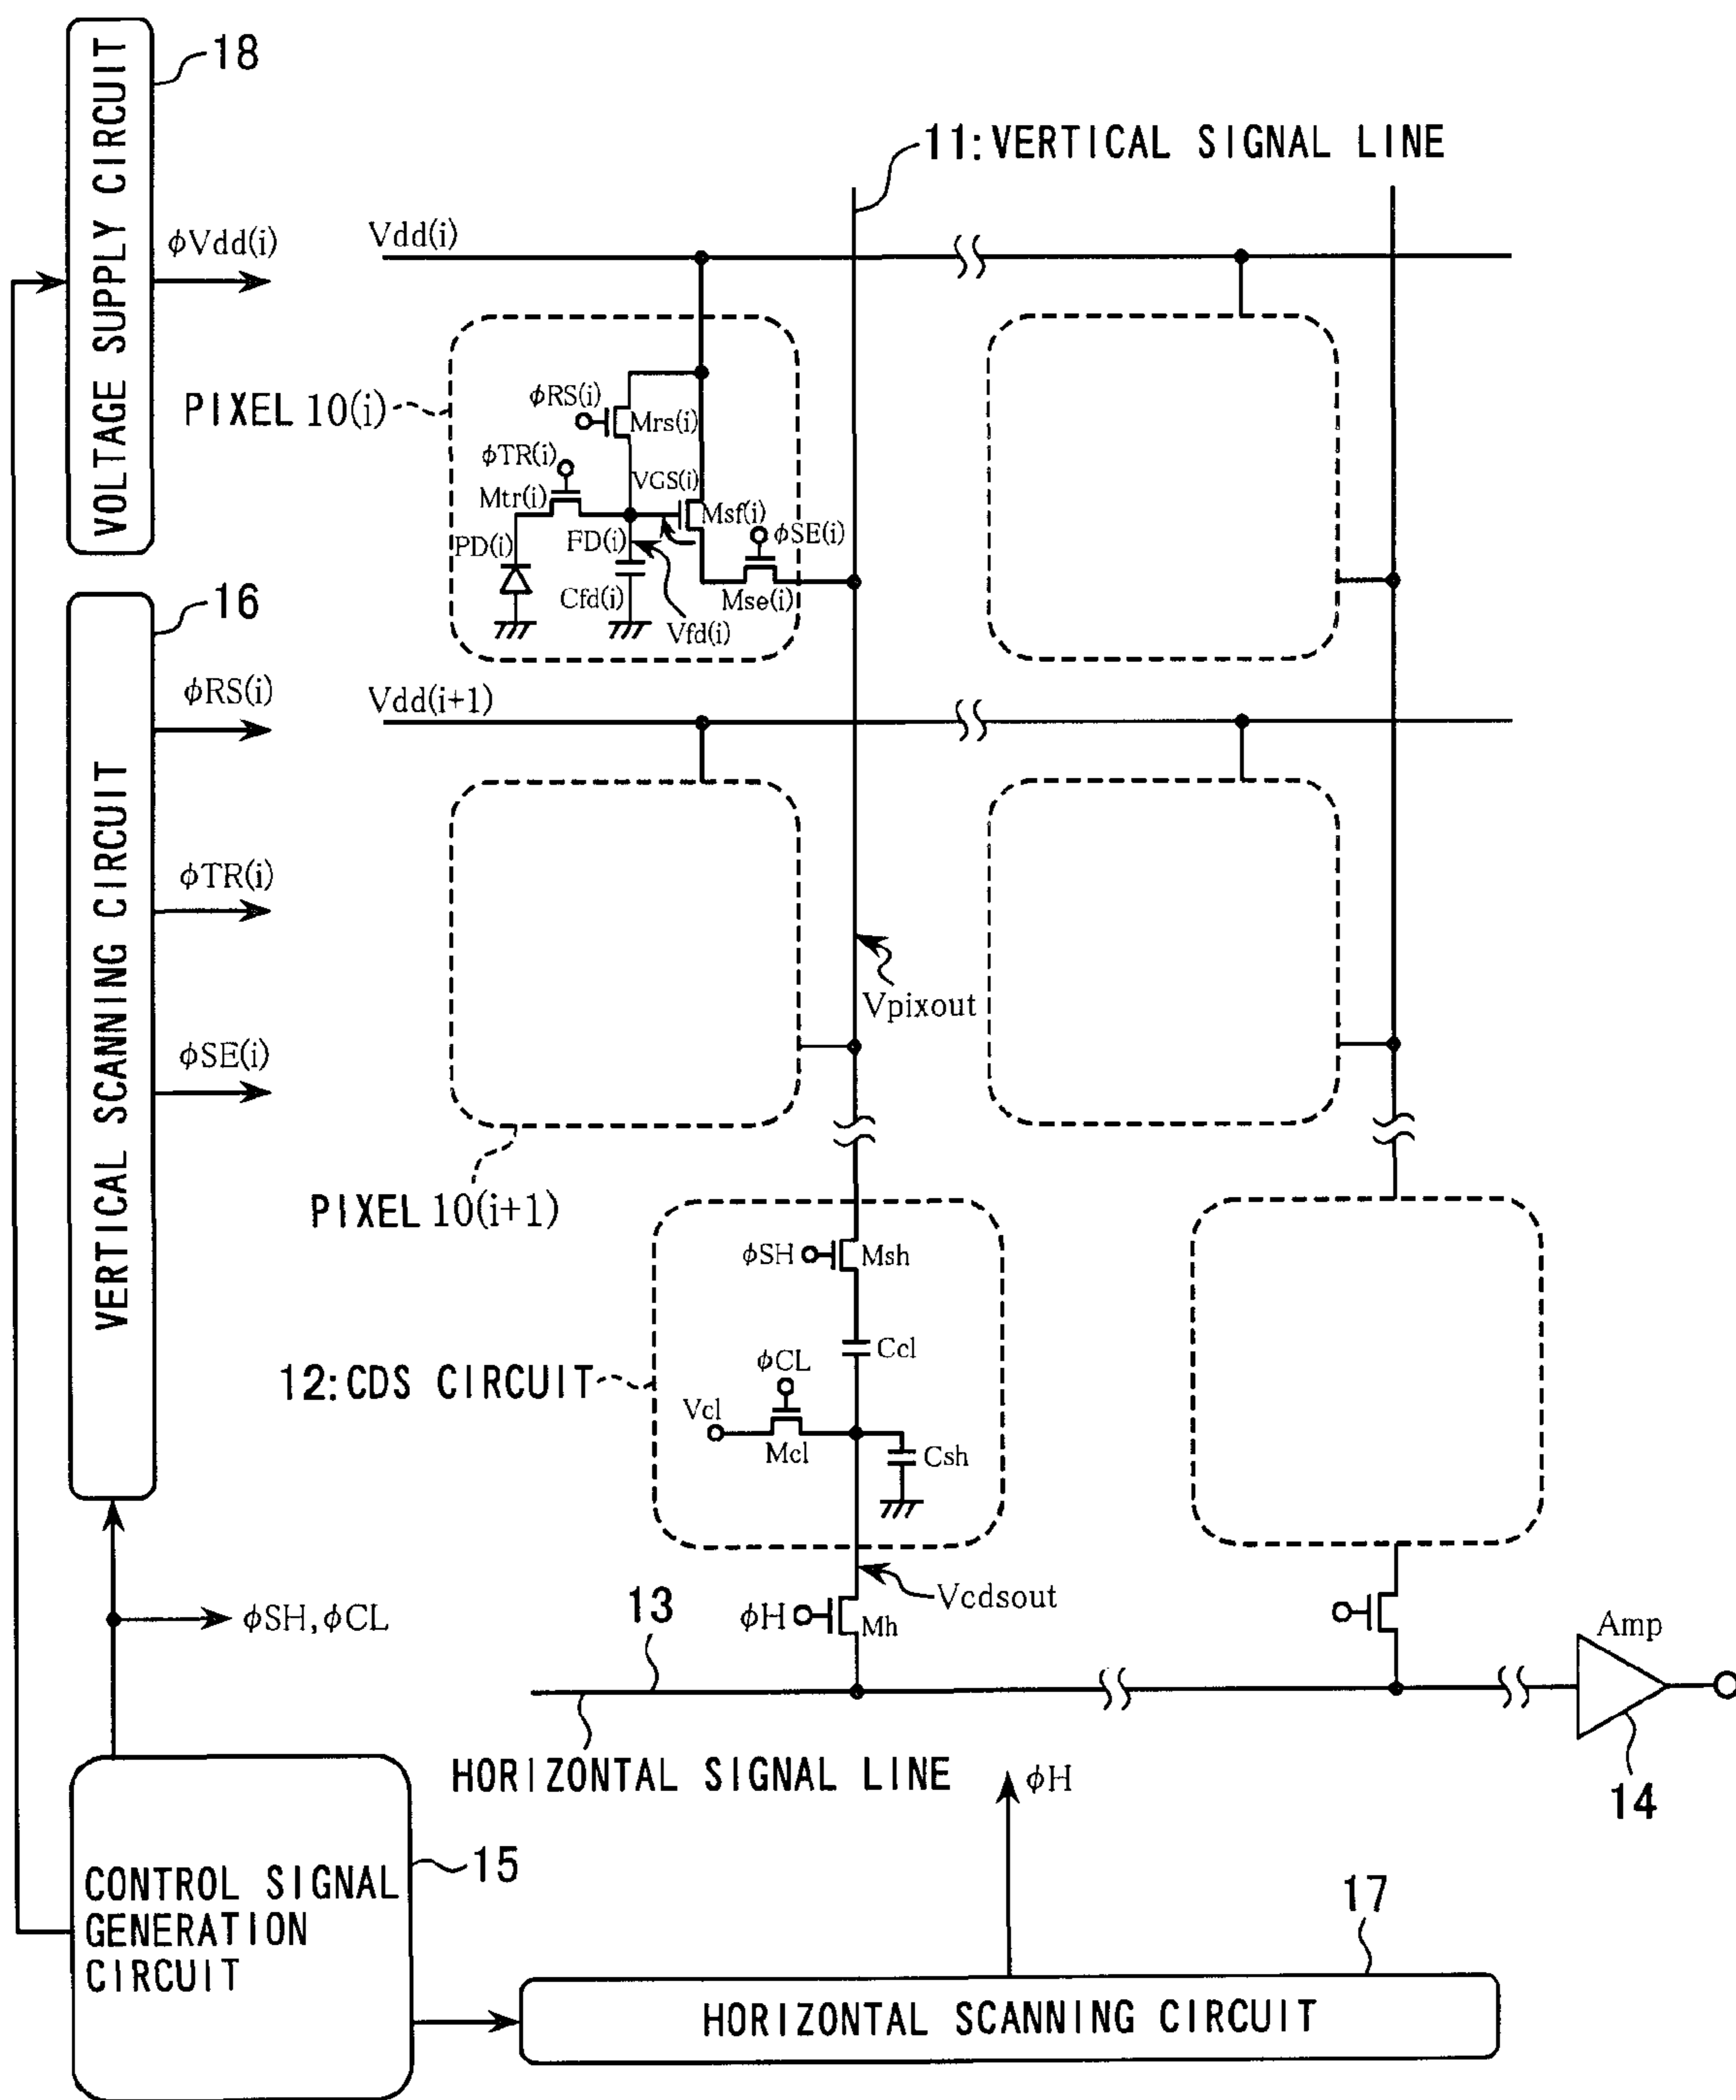 18
VOLTAGE SUPPLY CIRCUIT
11:VERTICAL SIGNAL LINE
ϕVdd(i)
Vdd(i)
PIXEL 10(i)
ϕRS(i)
Mrs(i)
ϕTR(i)
Mtr(i)
VGS(i)
Msf(i)
ϕSE(i)
PD(i)
FD(i)
Cfd(i)
Mse(i)
Vfd(i)
16
VERTICAL SCANNING CIRCUIT
ϕRS(i)
Vdd(i+1)
ϕTR(i)
ϕSE(i)
Vpixout
PIXEL 10(i+1)
ϕSH
Msh
Ccl
12:CDS CIRCUIT
ϕCL
Vcl
Mcl
Csh
Vcdsout
ϕSH,ϕCL
13
ϕH
Mh
Amp
HORIZONTAL SIGNAL LINE
ϕH
14
15
CONTROL SIGNAL
GENERATION
CIRCUIT
17
HORIZONTAL SCANNING CIRCUIT